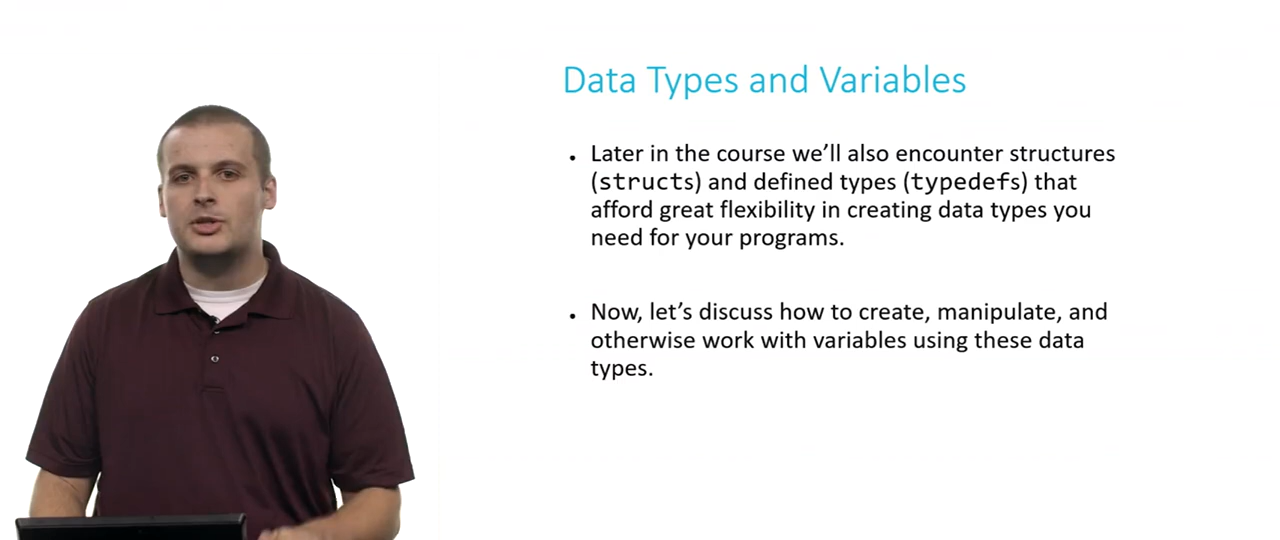 Data Types and Variables
• Later in the course we’ll also encounter structures
(structs) and defined types (typedefs) that
afford great flexibility in creating data types you
need for your programs.
• Now, let’s discuss how to create, manipulate, and
otherwise work with variables using these data
types.